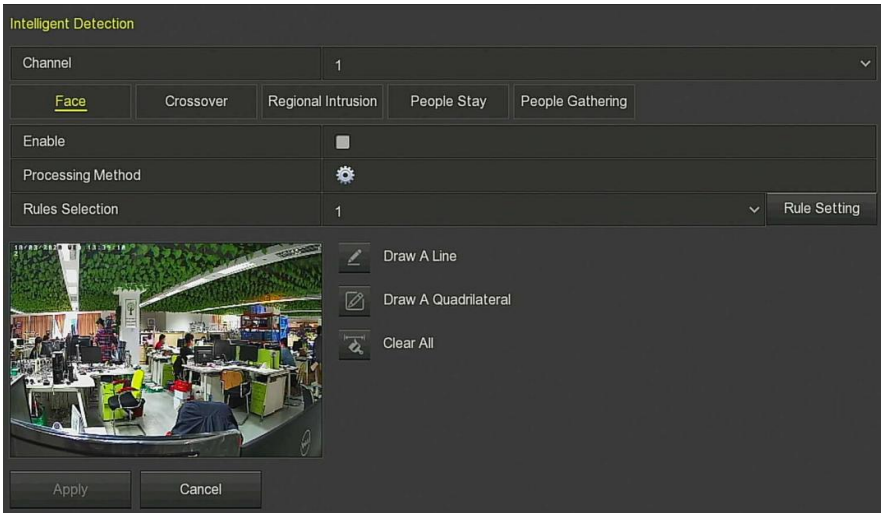 Intelligent Detection
Channel 1
Face Crossover Regional Intrusion People Stay People Gathering
Enable
Processing Method
Rules Selection 1 Rule Setting
Draw A Line
Draw A Quadrilateral
Clear All
Apply Cancel